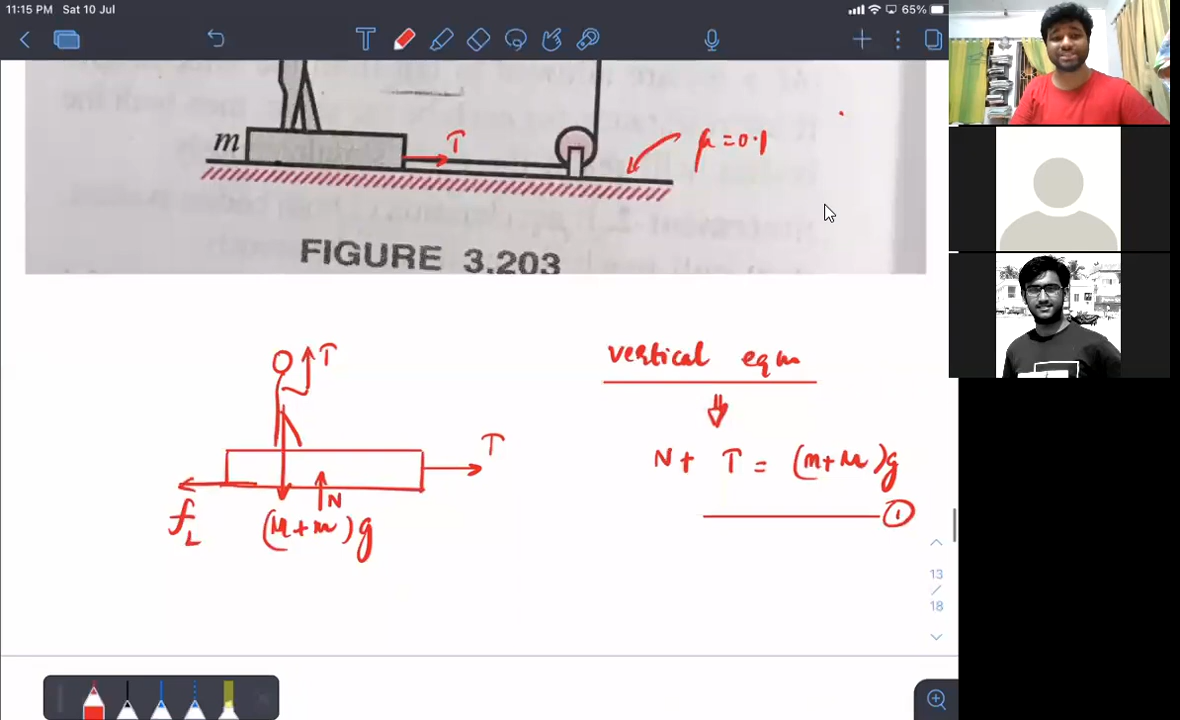 11:15 PM Sat 10 Jul
65%
T
m
T
μ = 0.1
FIGURE 3.203
T
vertical eqm
T
N + T = (m+M)g
①
N
f_L
(M+m)g
13
/
18